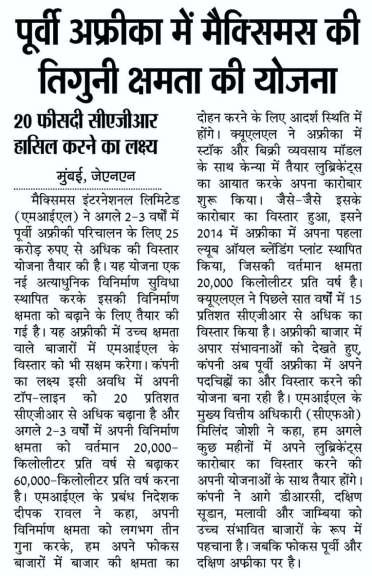 पूर्वी अफ्रीका में मैक्सिमस की
तिगुनी क्षमता की योजना
20 फीसदी सीएजीआर
हासिल करने का लक्ष्य
मुंबई, जेएनएन
मैक्सिमस इंटरनेशनल लिमिटेड
(एमआईएल) ने अगले 2-3 वर्षों में
पूर्वी अफ्रीकी परिचालन के लिए 25
करोड़ रुपए से अधिक की विस्तार
योजना तैयार की है। यह योजना एक
नई अत्याधुनिक विनिर्माण सुविधा
स्थापित करके इसकी विनिर्माण
क्षमता को बढ़ाने के लिए तैयार की
गई है। यह अफ्रीकी में उच्च क्षमता
वाले बाजारों में एमआईएल के
विस्तार को भी सक्षम करेगा। कंपनी
का लक्ष्य इसी अवधि में अपनी
टॉप-लाइन को 20 प्रतिशत
सीएजीआर से अधिक बढ़ाना है और
अगले 2-3 वर्षों में अपनी विनिर्माण
क्षमता को वर्तमान 20,000-
किलोलीटर प्रति वर्ष से बढ़ाकर
60,000-किलोलीटर प्रति वर्ष करना
है। एमआईएल के प्रबंध निदेशक
दीपक रावल ने कहा, अपनी
विनिर्माण क्षमता को लगभग तीन
गुना करके, हम अपने फोकस
बाजारों में बाजार की क्षमता का
दोहन करने के लिए आदर्श स्थिति में
होंगे। क्यूएलएल ने अफ्रीका में
स्टॉक और बिक्री व्यवसाय मॉडल
के साथ केन्या में तैयार लुब्रिकेंट्स
का आयात करके अपना कारोबार
शुरू किया। जैसे-जैसे इसके
कारोबार का विस्तार हुआ, इसने
2014 में अफ्रीका में अपना पहला
ल्यूब ऑयल ब्लेंडिंग प्लांट स्थापित
किया, जिसकी वर्तमान क्षमता
20,000 किलोलीटर प्रति वर्ष है।
क्यूएलएल ने पिछले सात वर्षों में 15
प्रतिशत सीएजीआर से अधिक का
विस्तार किया है। अफ्रीकी बाजार में
अपार संभावनाओं को देखते हुए,
कंपनी अब पूर्वी अफ्रीका में अपने
पदचिह्नों का और विस्तार करने की
योजना बना रही है। एमआईएल के
मुख्य वित्तीय अधिकारी (सीएफओ)
मिलिंद जोशी ने कहा, हम अगले
कुछ महीनों में अपने लुब्रिकेंट्स
कारोबार का विस्तार करने की
अपनी योजनाओं के साथ तैयार होंगे।
कंपनी ने आगे डीआरसी, दक्षिण
सूडान, मलावी और जाम्बिया को
उच्च संभावित बाजारों के रूप में
पहचाना है। जबकि फोकस पूर्वी और
दक्षिण अफ्रीका पर है।